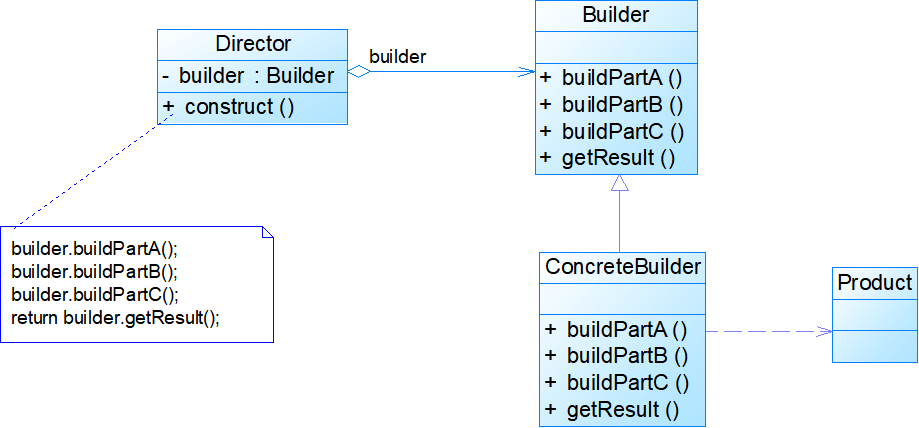 Director
- builder : Builder
+ construct ()
builder
Builder
+ buildPartA ()
+ buildPartB ()
+ buildPartC ()
+ getResult ()
builder.buildPartA();
builder.buildPartB();
builder.buildPartC();
return builder.getResult();
ConcreteBuilder
+ buildPartA ()
+ buildPartB ()
+ buildPartC ()
+ getResult ()
Product